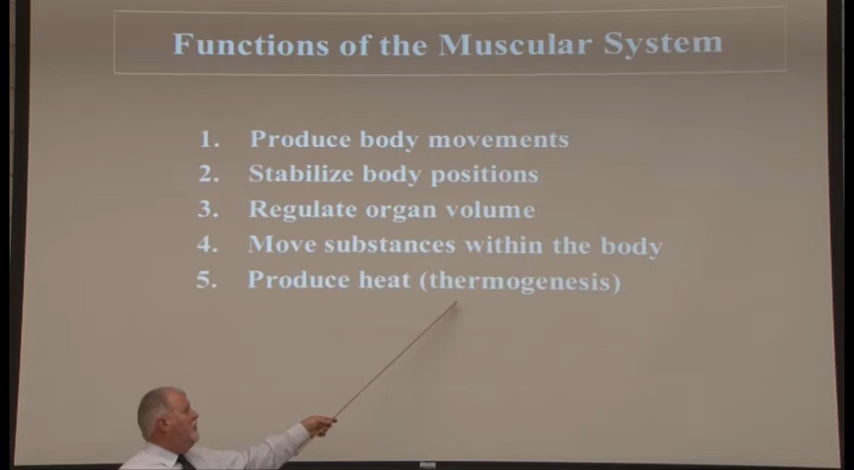 Functions of the Muscular System
1. Produce body movements
2. Stabilize body positions
3. Regulate organ volume
4. Move substances within the body
5. Produce heat (thermogenesis)